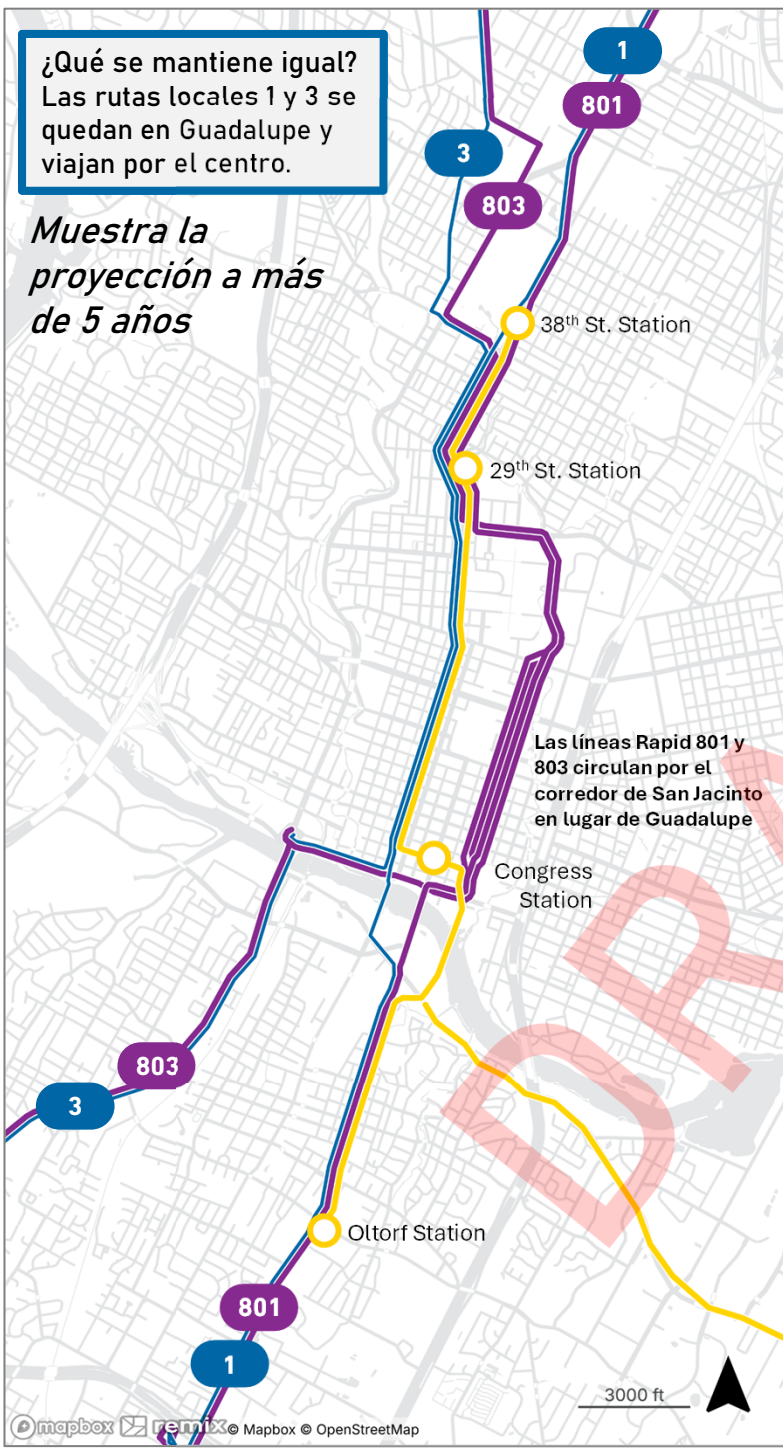 ¿Qué se mantiene igual?
Las rutas locales 1 y 3 se
quedan en Guadalupe y
viajan por el centro.
Muestra la
proyección a más
de 5 años
1
801
3
803
38th St. Station
29th St. Station
Las líneas Rapid 801 y
803 circulan por el
corredor de San Jacinto
en lugar de Guadalupe
Congress
Station
803
3
Oltorf Station
801
1
3000 ft
mapbox remix © Mapbox © OpenStreetMap
DRA